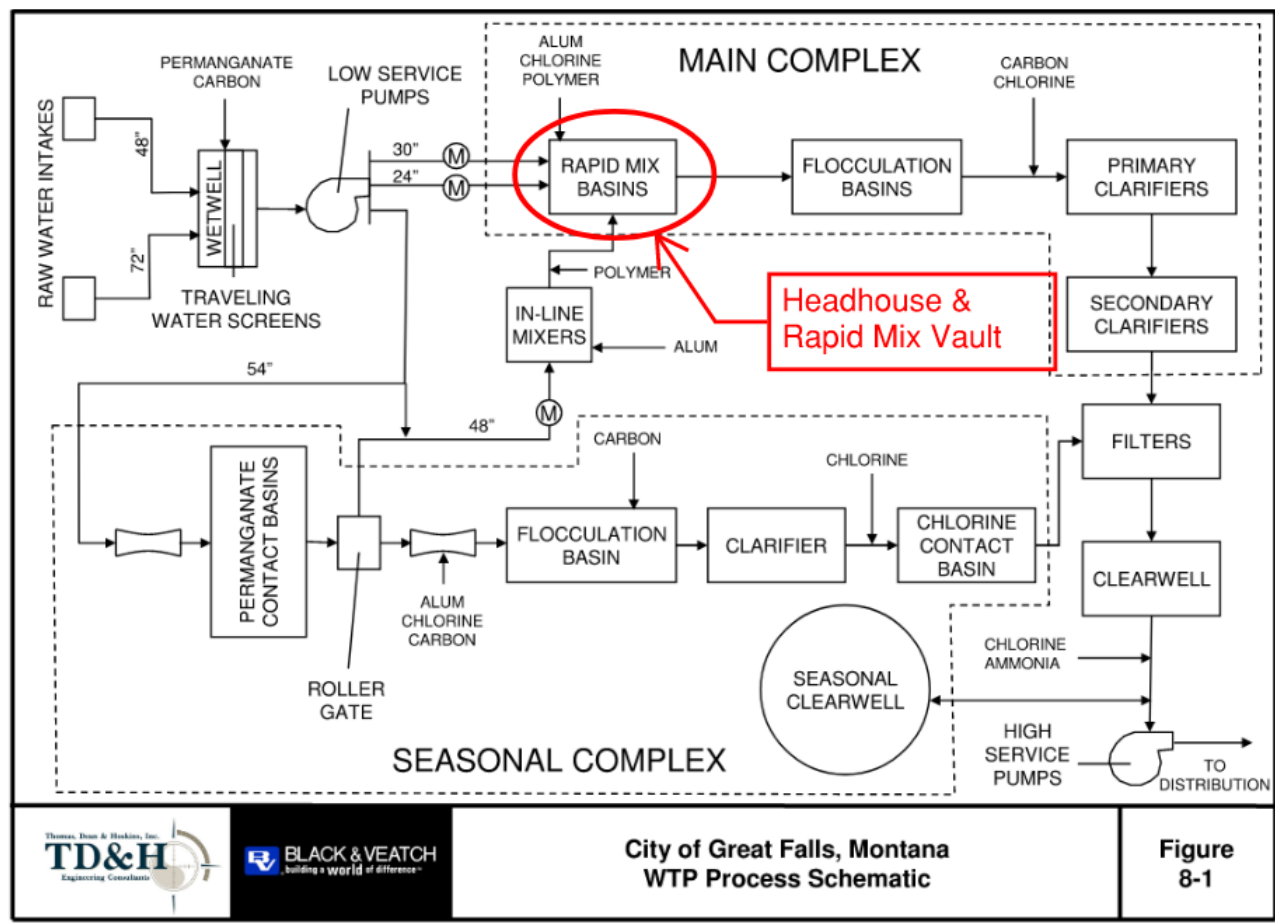 PERMANGANATE
CARBON
LOW SERVICE
PUMPS
ALUM
CHLORINE
POLYMER
MAIN COMPLEX
CARBON
CHLORINE
RAW WATER INTAKES
48"
72"
WETWELL
TRAVELING
WATER SCREENS
30"
M
24"
M
RAPID MIX
BASINS
FLOCCULATION
BASINS
PRIMARY
CLARIFIERS
POLYMER
IN-LINE
MIXERS
ALUM
Headhouse &
Rapid Mix Vault
SECONDARY
CLARIFIERS
54"
48"
M
FILTERS
PERMANGANATE
CONTACT BASINS
CARBON
CHLORINE
FLOCCULATION
BASIN
CLARIFIER
CHLORINE
CONTACT
BASIN
CLEARWELL
ALUM
CHLORINE
CARBON
ROLLER
GATE
CHLORINE
AMMONIA
SEASONAL
CLEARWELL
SEASONAL COMPLEX
HIGH
SERVICE
PUMPS
TO
DISTRIBUTION
Thomas, Dean & Hoskins, Inc.
TD&H
Engineering Consultants
BV
BLACK & VEATCH
building a world of difference™
City of Great Falls, Montana
WTP Process Schematic
Figure
8-1